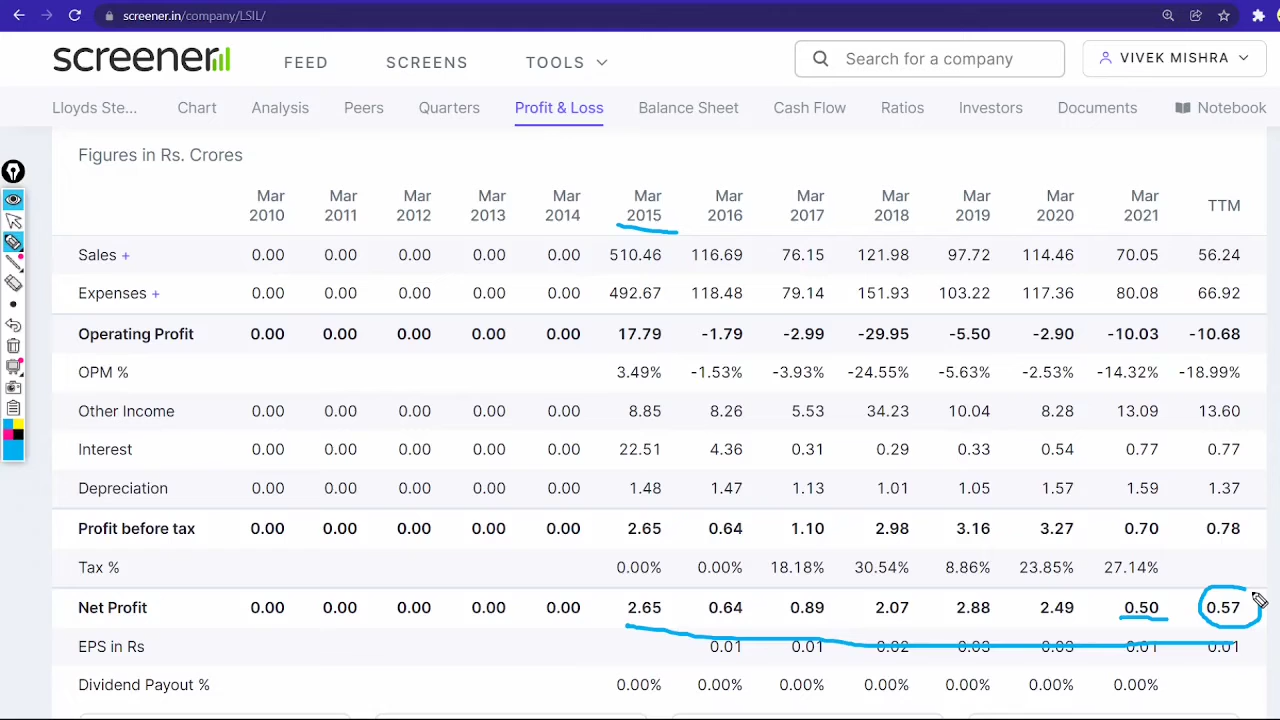 screener.in/company/LSIL/
screener
FEED SCREENS TOOLS
Search for a company
VIVEK MISHRA
Lloyds Ste... Chart Analysis Peers Quarters Profit & Loss Balance Sheet Cash Flow Ratios Investors Documents Notebook
Figures in Rs. Crores
Mar 2010 Mar 2011 Mar 2012 Mar 2013 Mar 2014 Mar 2015 Mar 2016 Mar 2017 Mar 2018 Mar 2019 Mar 2020 Mar 2021 TTM
Sales + 0.00 0.00 0.00 0.00 0.00 510.46 116.69 76.15 121.98 97.72 114.46 70.05 56.24
Expenses + 0.00 0.00 0.00 0.00 0.00 492.67 118.48 79.14 151.93 103.22 117.36 80.08 66.92
Operating Profit 0.00 0.00 0.00 0.00 0.00 17.79 -1.79 -2.99 -29.95 -5.50 -2.90 -10.03 -10.68
OPM % 3.49% -1.53% -3.93% -24.55% -5.63% -2.53% -14.32% -18.99%
Other Income 0.00 0.00 0.00 0.00 0.00 8.85 8.26 5.53 34.23 10.04 8.28 13.09 13.60
Interest 0.00 0.00 0.00 0.00 0.00 22.51 4.36 0.31 0.29 0.33 0.54 0.77 0.77
Depreciation 0.00 0.00 0.00 0.00 0.00 1.48 1.47 1.13 1.01 1.05 1.57 1.59 1.37
Profit before tax 0.00 0.00 0.00 0.00 0.00 2.65 0.64 1.10 2.98 3.16 3.27 0.70 0.78
Tax % 0.00% 0.00% 18.18% 30.54% 8.86% 23.85% 27.14%
Net Profit 0.00 0.00 0.00 0.00 0.00 2.65 0.64 0.89 2.07 2.88 2.49 0.50 0.57
EPS in Rs 0.01 0.01 0.02 0.03 0.03 0.01 0.01
Dividend Payout % 0.00% 0.00% 0.00% 0.00% 0.00% 0.00% 0.00%